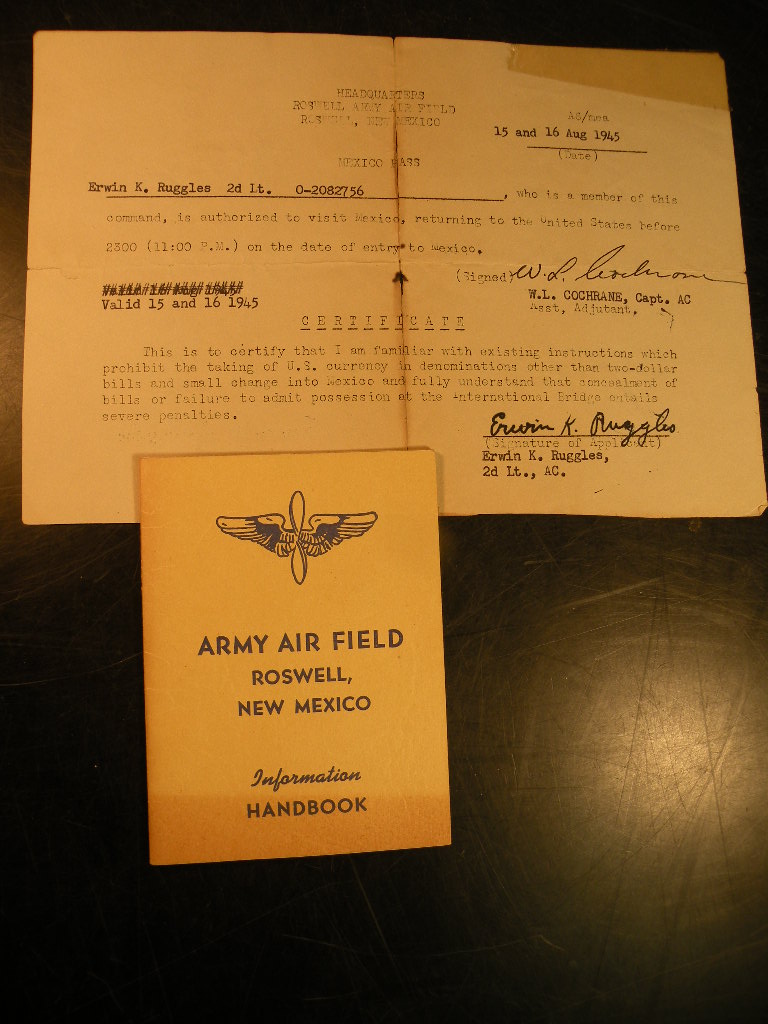 HEADQUARTERS
ROSWELL ARMY AIR FIELD
ROSWELL, NEW MEXICO
AG/mea
15 and 16 Aug 1945
(Date)
MEXICO PASS
Erwin K. Ruggles 2d Lt. O-2082756, who is a member of this
command, is authorized to visit Mexico, returning to the United States before
2300 (11:00 P.M.) on the date of entry to Mexico.
(Signed) W. L. Cochrane
Valid 15 and 16 1945
W.L. COCHRANE, Capt. AC
Asst, Adjutant.
CERTIFICATE
This is to certify that I am familiar with existing instructions which
prohibit the taking of U.S. currency in denominations other than two-dollar
bills and small change into Mexico and fully understand that concealment of
bills or failure to admit possession at the International Bridge entails
severe penalties.
Erwin K. Ruggles
(Signature of Applicant)
Erwin K. Ruggles,
2d Lt., AC.
ARMY AIR FIELD
ROSWELL,
NEW MEXICO
Information
HANDBOOK